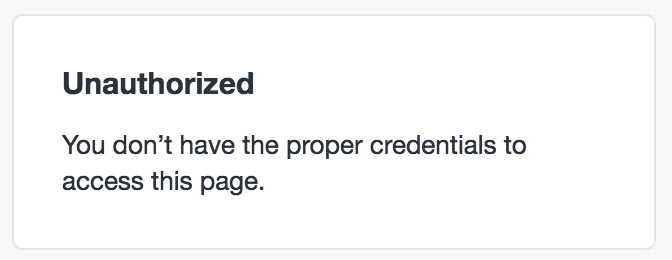 Unauthorized
You don’t have the proper credentials to
access this page.